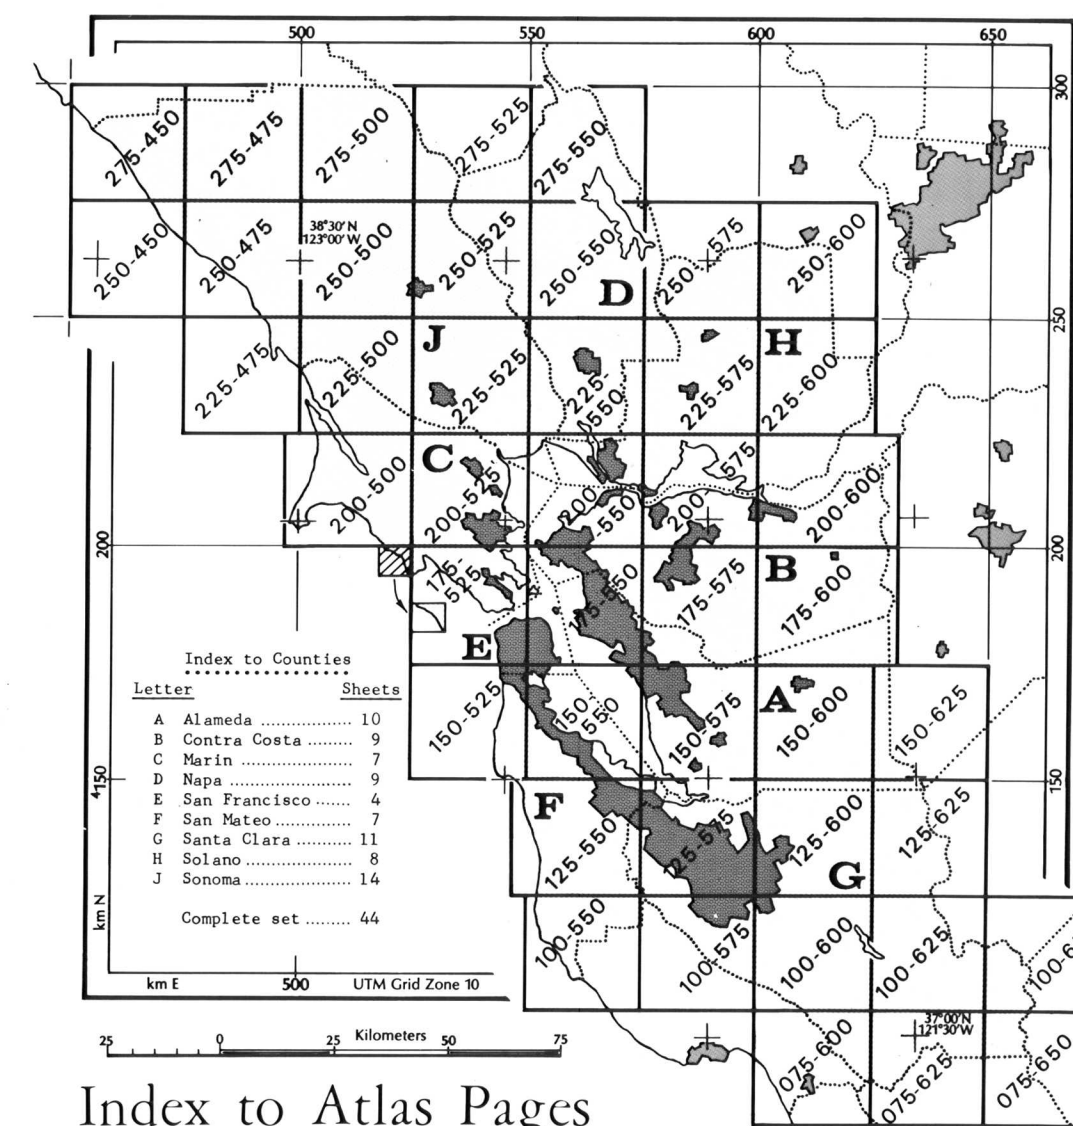 500 550 600 650
300
275-450 275-475 275-500 275-525 275-550
38°30′N
123°00′W
250-450 250-475 250-500 250-525 250-550 250-575 250-600
D
250
J H
225-475 225-500 225-525 225-550 225-575 225-600
C
200-500 200-525 200-550 200-575 200-600
200 200
B
175-525 175-550 175-575 175-600
E
Index to Counties
Letter Sheets
A Alameda ................ 10
B Contra Costa ......... 9
C Marin ................... 7
D Napa ..................... 9
E San Francisco ...... 4
F San Mateo ............. 7
G Santa Clara .......... 11
H Solano .................. 8
J Sonoma ................. 14
Complete set ......... 44
A
150-525 150-550 150-575 150-600 150-625
4150 150
F
125-550 125-575 125-600 125-625
G
100-550 100-575 100-600 100-625
km N
km E 500 UTM Grid Zone 10
37°00′N
121°30′W
Kilometers
25 0 25 50 75
075-600 075-625 075-650
Index to Atlas Pages